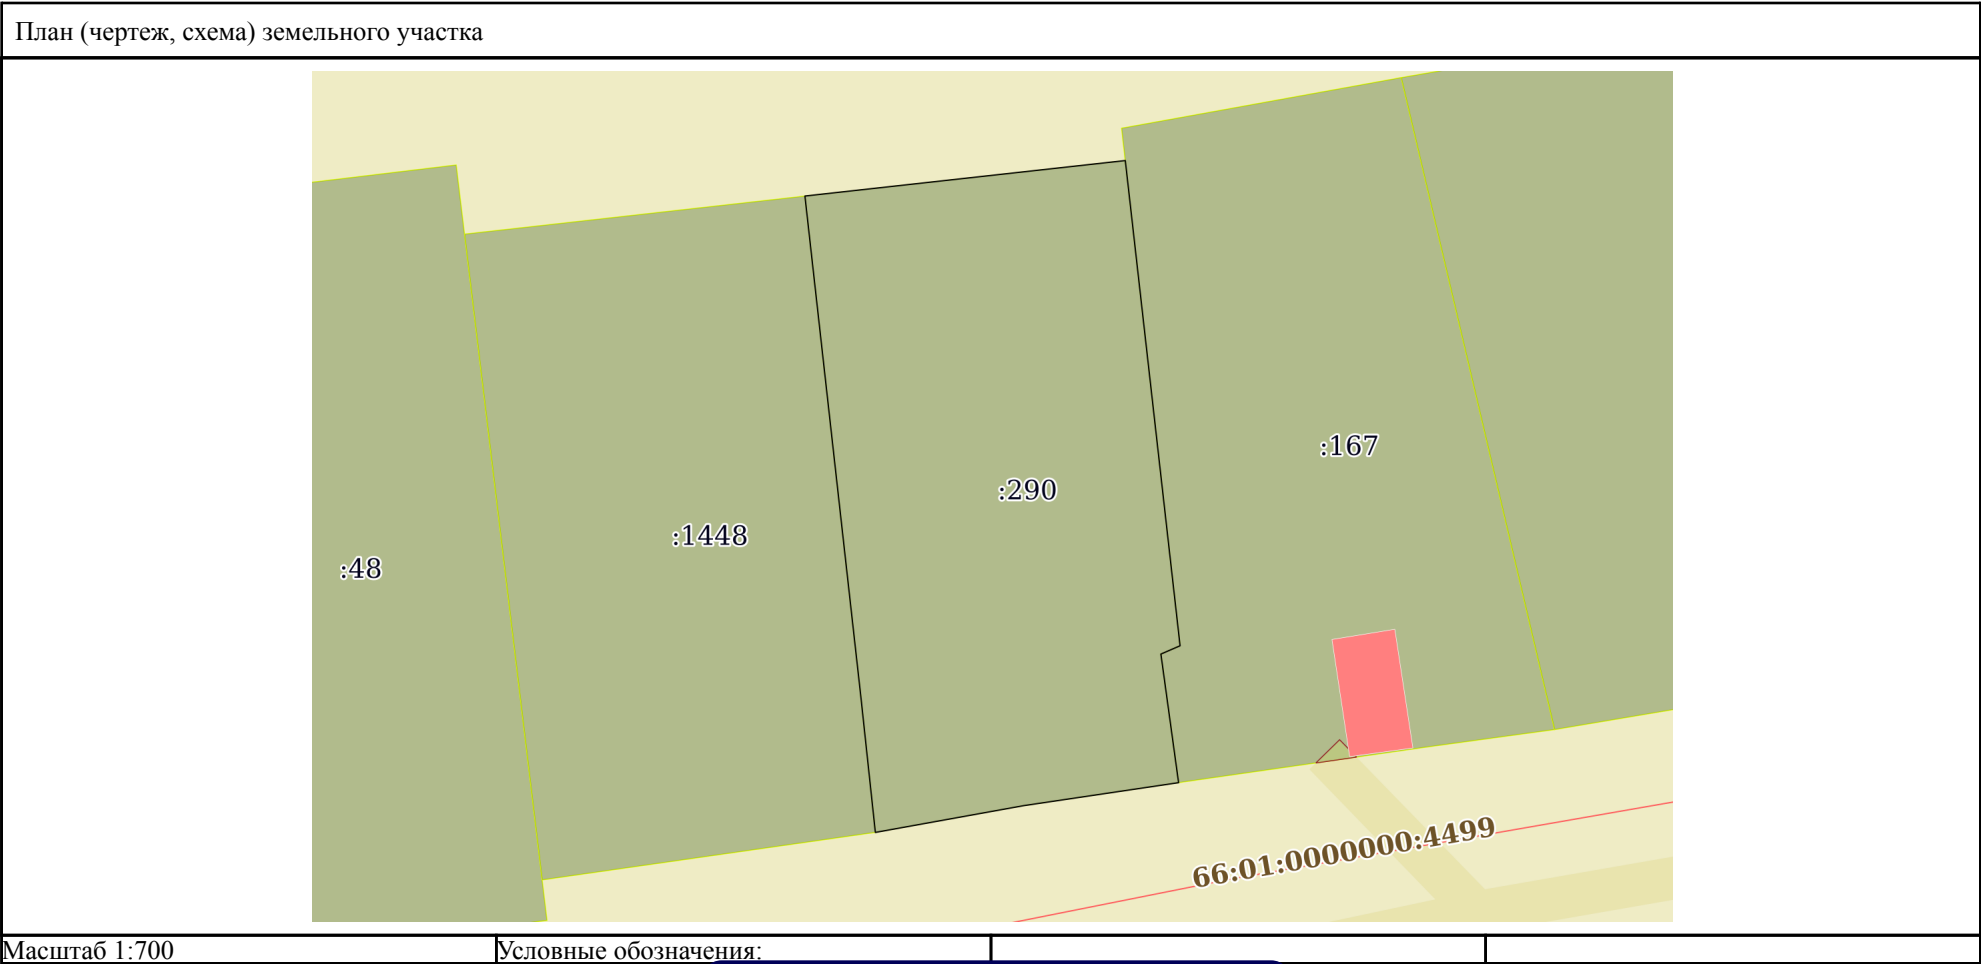 План (чертеж, схема) земельного участка
:167
:290
:1448
:48
66:01:0000000:4499
Масштаб 1:700
Условные обозначения: